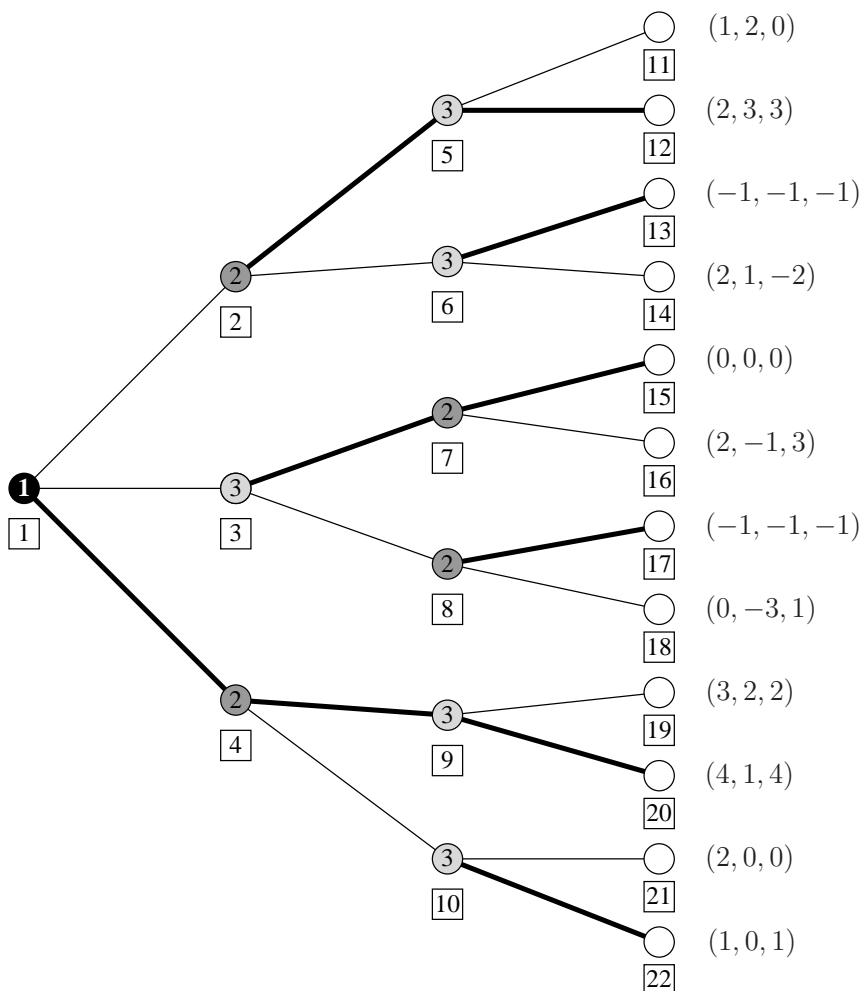 (1, 2, 0)
11
3
(2, 3, 3)
5
12
(−1, −1, −1)
13
3
2
(2, 1, −2)
6
14
2
(0, 0, 0)
15
2
(2, −1, 3)
7
16
1
3
(−1, −1, −1)
1
3
17
2
(0, −3, 1)
8
18
2
(3, 2, 2)
3
19
4
9
(4, 1, 4)
20
3
(2, 0, 0)
10
21
(1, 0, 1)
22